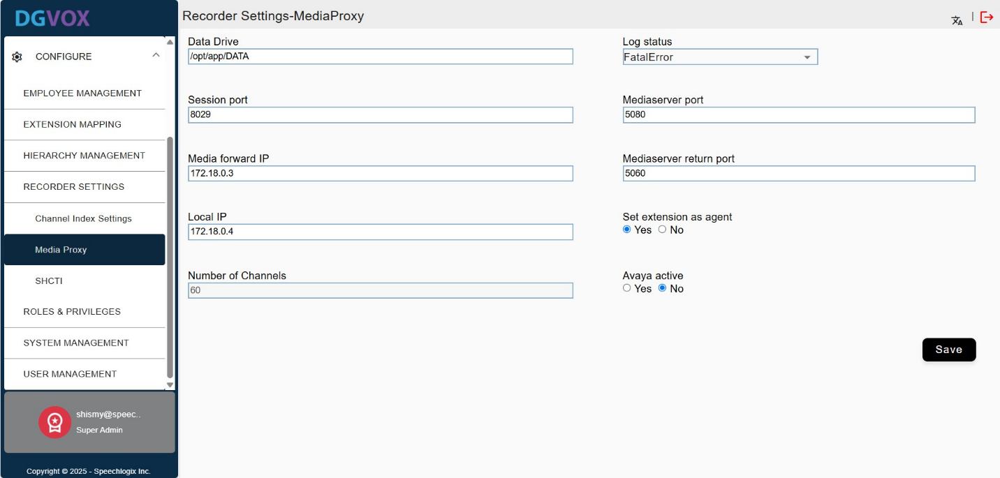 DGVOX
Recorder Settings-MediaProxy
|
CONFIGURE
EMPLOYEE MANAGEMENT
EXTENSION MAPPING
HIERARCHY MANAGEMENT
RECORDER SETTINGS
Channel Index Settings
Media Proxy
SHCTI
ROLES & PRIVILEGES
SYSTEM MANAGEMENT
USER MANAGEMENT
shismy@speec..
Super Admin
Copyright © 2025 - Speechlogix Inc.
Data Drive
/opt/app/DATA
Log status
FatalError
Session port
8029
Mediaserver port
5080
Media forward IP
172.18.0.3
Mediaserver return port
5060
Local IP
172.18.0.4
Set extension as agent
Yes No
Number of Channels
60
Avaya active
Yes No
Save